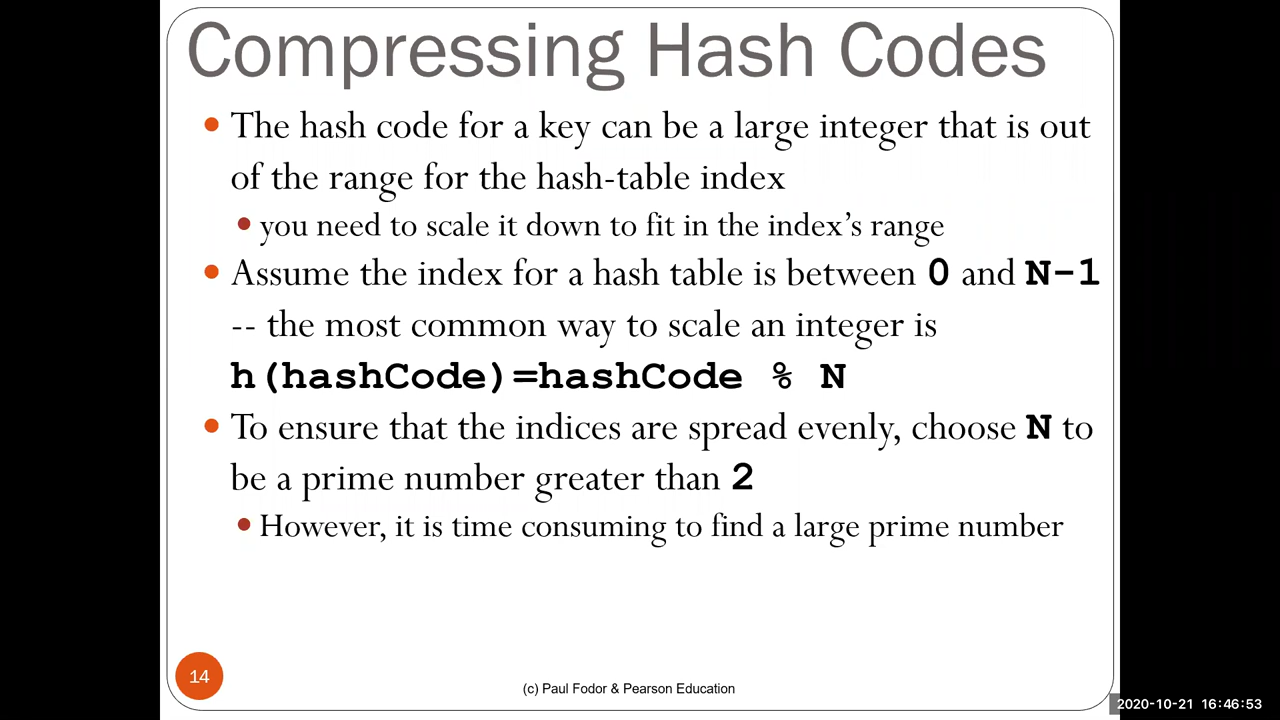 Compressing Hash Codes
• The hash code for a key can be a large integer that is out
of the range for the hash-table index
• you need to scale it down to fit in the index’s range
• Assume the index for a hash table is between 0 and N-1
-- the most common way to scale an integer is
h(hashCode)=hashCode % N
• To ensure that the indices are spread evenly, choose N to
be a prime number greater than 2
• However, it is time consuming to find a large prime number
14
(c) Paul Fodor & Pearson Education
2020-10-21 16:46:53